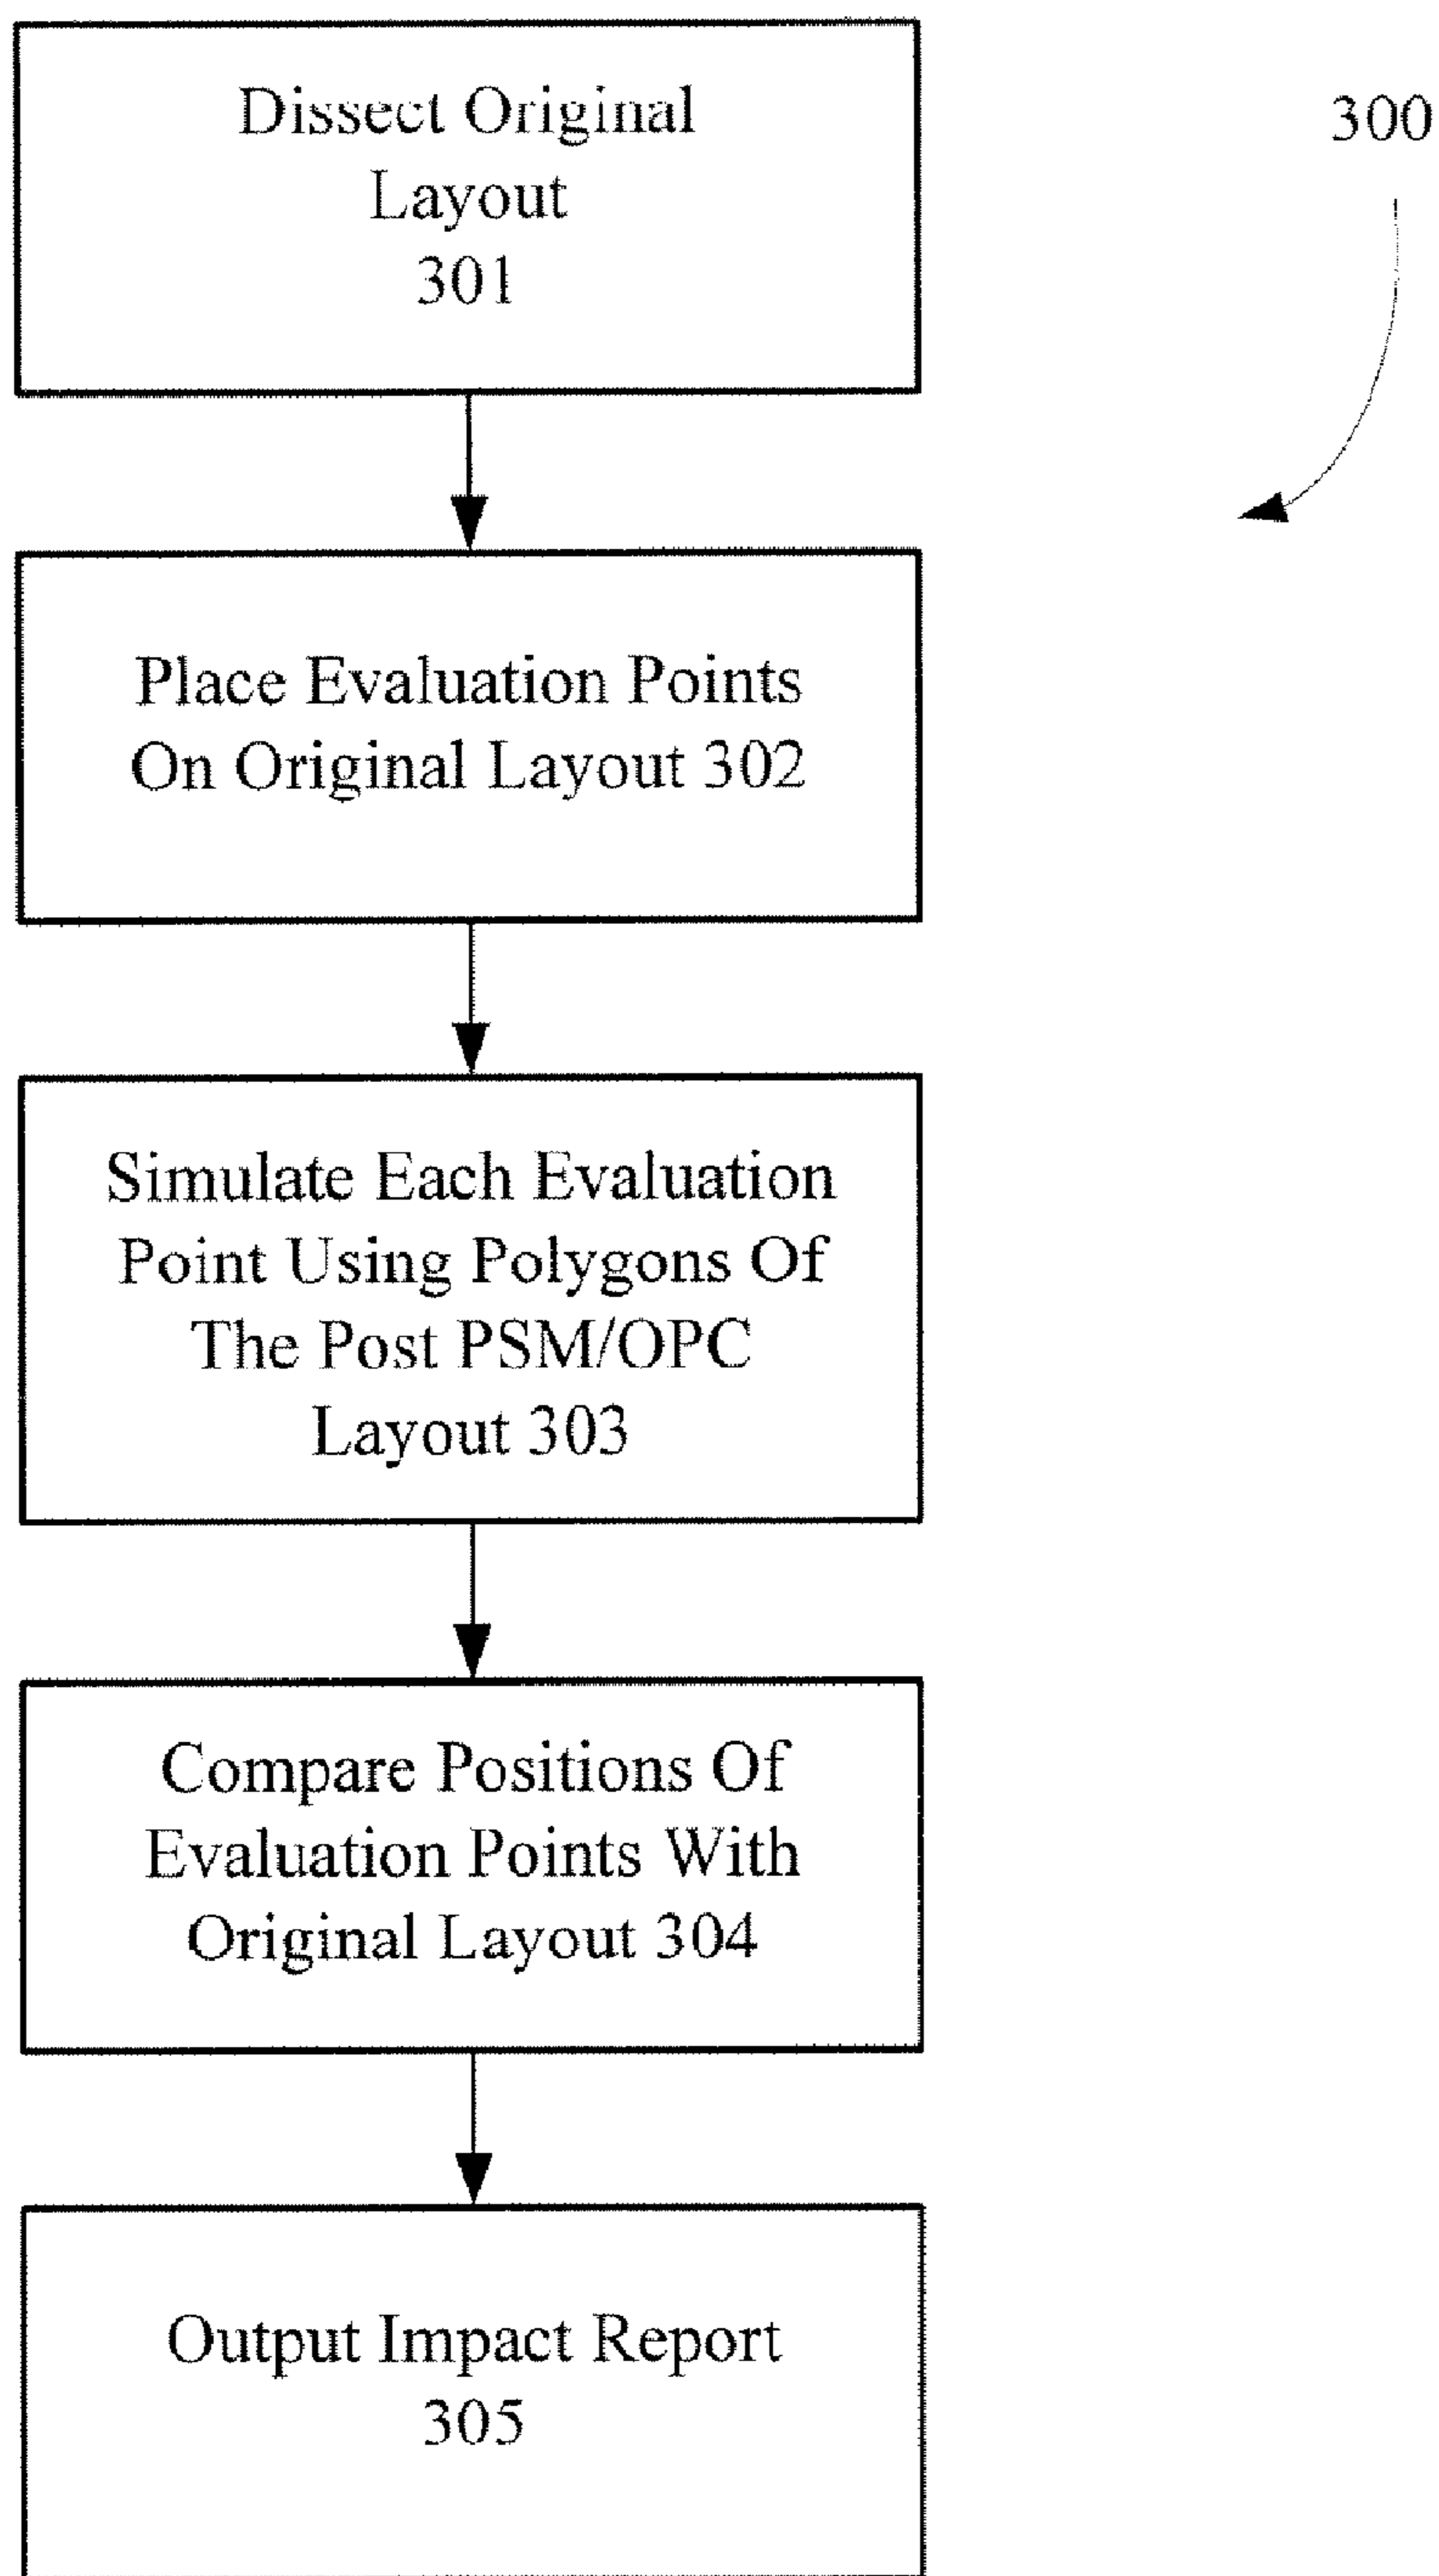 Dissect Original
Layout
301
300
Place Evaluation Points
On Original Layout 302
Simulate Each Evaluation
Point Using Polygons Of
The Post PSM/OPC
Layout 303
Compare Positions Of
Evaluation Points With
Original Layout 304
Output Impact Report
305